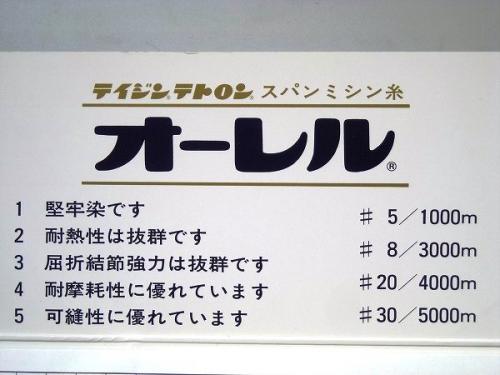 テイジン®テトロン®スパンミシン糸
オーレル®
1 堅牢染です
2 耐熱性は抜群です
3 屈折結節強力は抜群です
4 耐摩耗性に優れています
5 可縫性に優れています
# 5/1000m
# 8/3000m
#20/4000m
#30/5000m